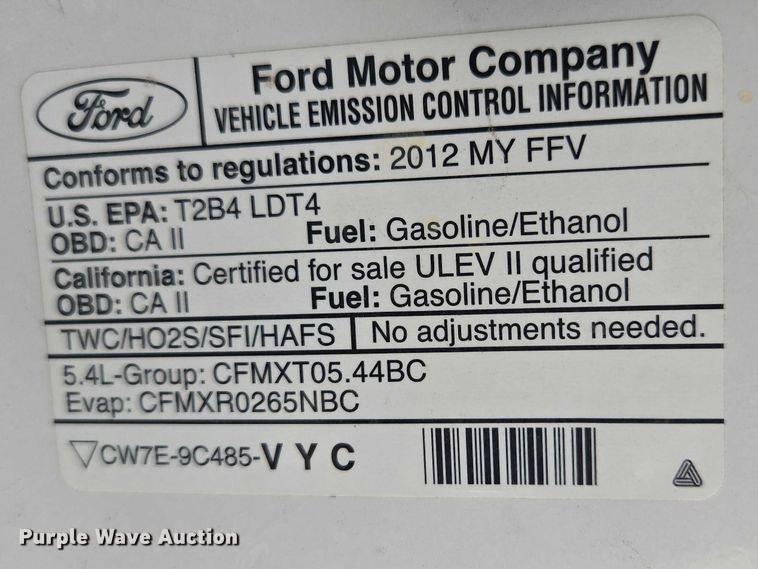 Ford
Ford Motor Company
VEHICLE EMISSION CONTROL INFORMATION
Conforms to regulations: 2012 MY FFV
U.S. EPA: T2B4 LDT4
OBD: CA II Fuel: Gasoline/Ethanol
California: Certified for sale ULEV II qualified
OBD: CA II Fuel: Gasoline/Ethanol
TWC/HO2S/SFI/HAFS No adjustments needed.
5.4L-Group: CFMXT05.44BC
Evap: CFMXR0265NBC
CW7E-9C485-V Y C
Purple Wave Auction